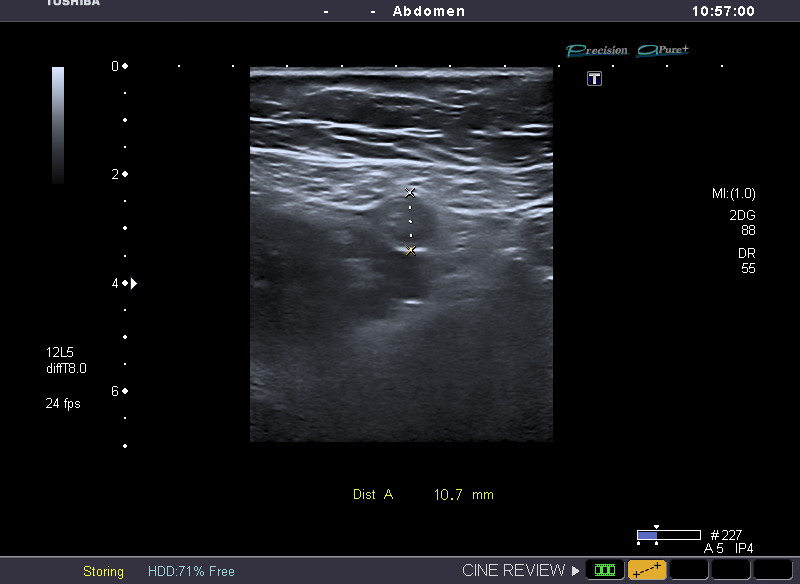 TOSHIBA
- - Abdomen 10:57:00
Precision APure+
T
0
2
4
6
MI:(1.0)
2DG
88
DR
55
12L5
diffT8.0
24 fps
Dist A 10.7 mm
#227
A 5 IP4
Storing HDD:71% Free CINE REVIEW